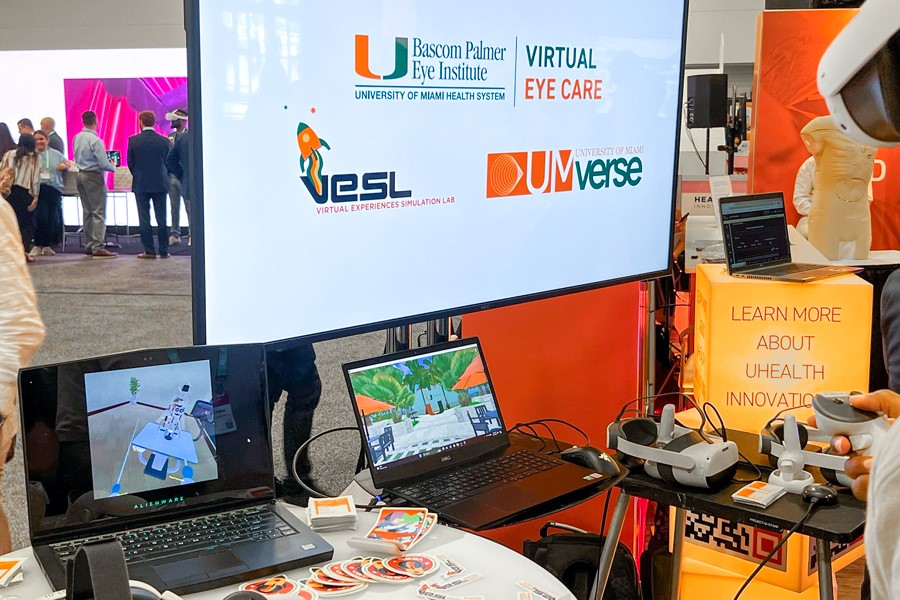 Bascom Palmer
Eye Institute
UNIVERSITY OF MIAMI HEALTH SYSTEM
VIRTUAL
EYE CARE
VESL
VIRTUAL EXPERIENCES SIMULATION LAB
UNIVERSITY OF MIAMI
UMverse
HEA
LEARN MORE
ABOUT
UHEALTH
INNOVATIO
ALIENWARE
DELL